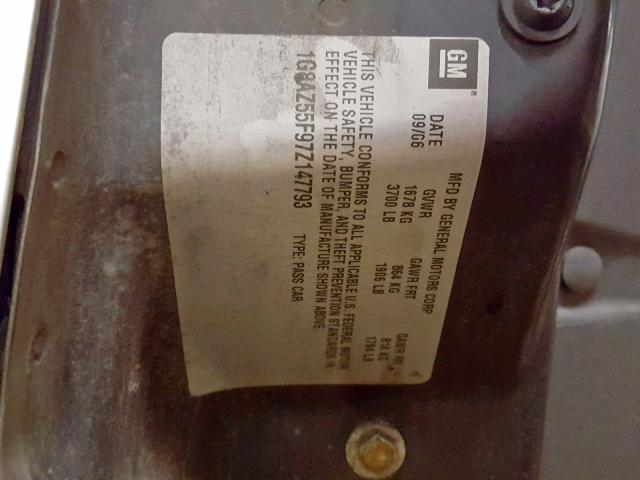 GM®
MFD BY GENERAL MOTORS CORP
DATE GVWR GAWR FRT GAWR RR
09/06 1678 KG 864 KG 814 KG
3700 LB 1906 LB 1794 LB
THIS VEHICLE CONFORMS TO ALL APPLICABLE U.S. FEDERAL MOTOR
VEHICLE SAFETY, BUMPER, AND THEFT PREVENTION STANDARDS IN
EFFECT ON THE DATE OF MANUFACTURE SHOWN ABOVE.
1G8AZ55F97Z147793 TYPE: PASS CAR